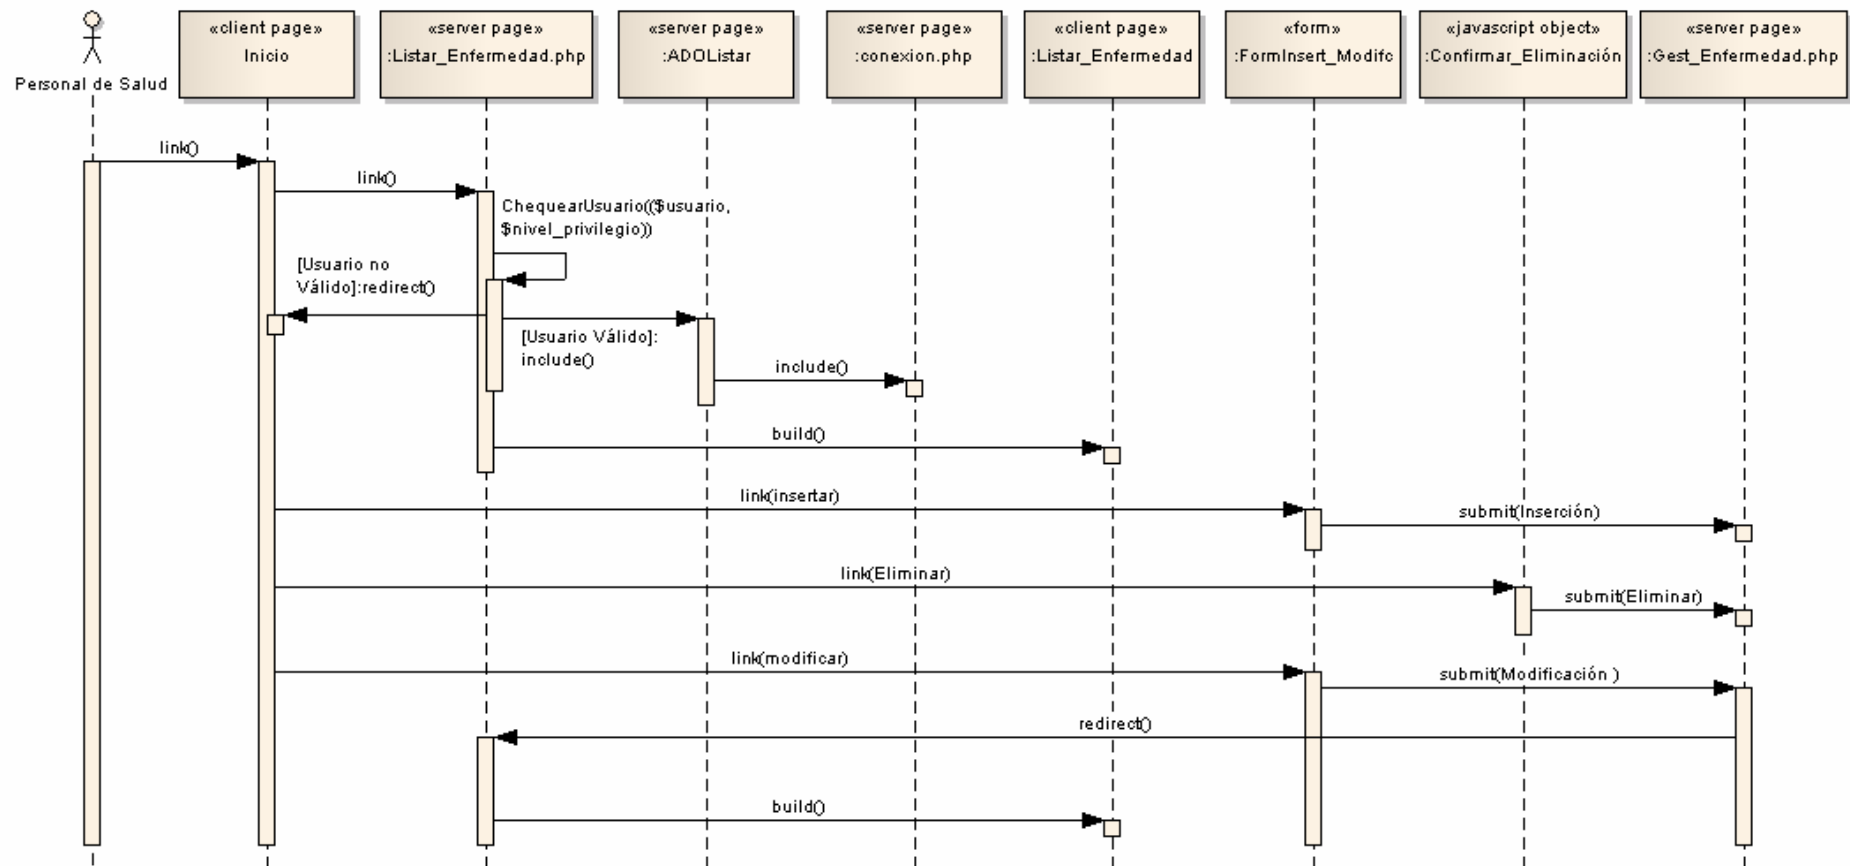 «client page»
Inicio
«server page»
:Listar_Enfermedad.php
«server page»
:ADOListar
«server page»
:conexion.php
«client page»
:Listar_Enfermedad
«form»
:FormInsert_Modifc
«javascript object»
:Confirmar_Eliminación
«server page»
:Gest_Enfermedad.php
Personal de Salud
link()
link()
ChequearUsuario(($usuario,
$nivel_privilegio))
[Usuario no
Válido]:redirect()
[Usuario Válido]:
include()
include()
build()
link(insertar)
submit(Inserción)
link(Eliminar)
submit(Eliminar)
link(modificar)
submit(Modificación )
redirect()
build()